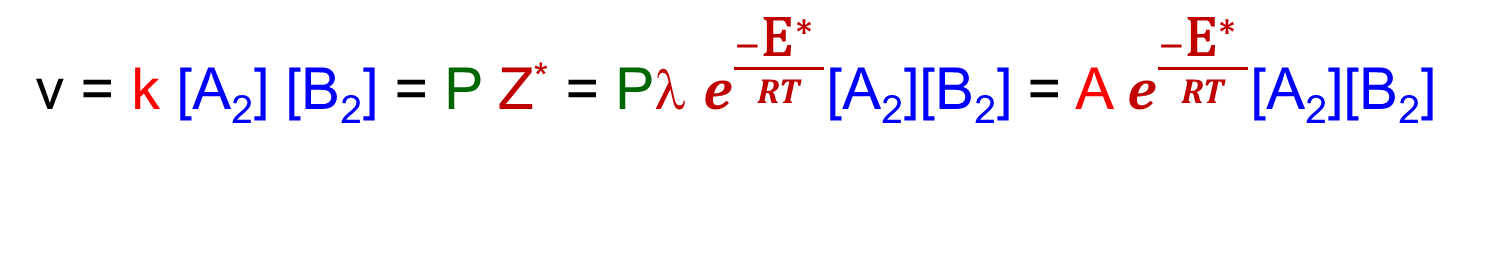 v = k [A₂] [B₂] = P Z* = Pλ e^(–E*/RT)[A₂][B₂] = A e^(–E*/RT)[A₂][B₂]